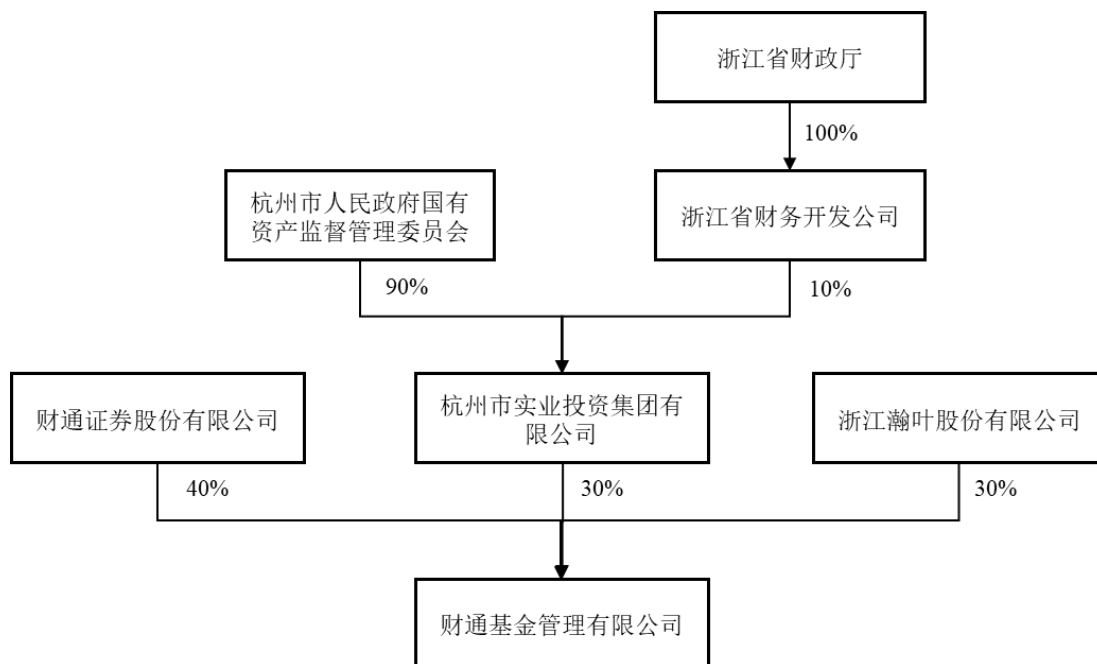 浙江省财政厅
100%
杭州市人民政府国有
资产监督管理委员会
浙江省财务开发公司
90%
10%
财通证券股份有限公司
杭州市实业投资集团有
限公司
浙江瀚叶股份有限公司
40%
30%
30%
财通基金管理有限公司